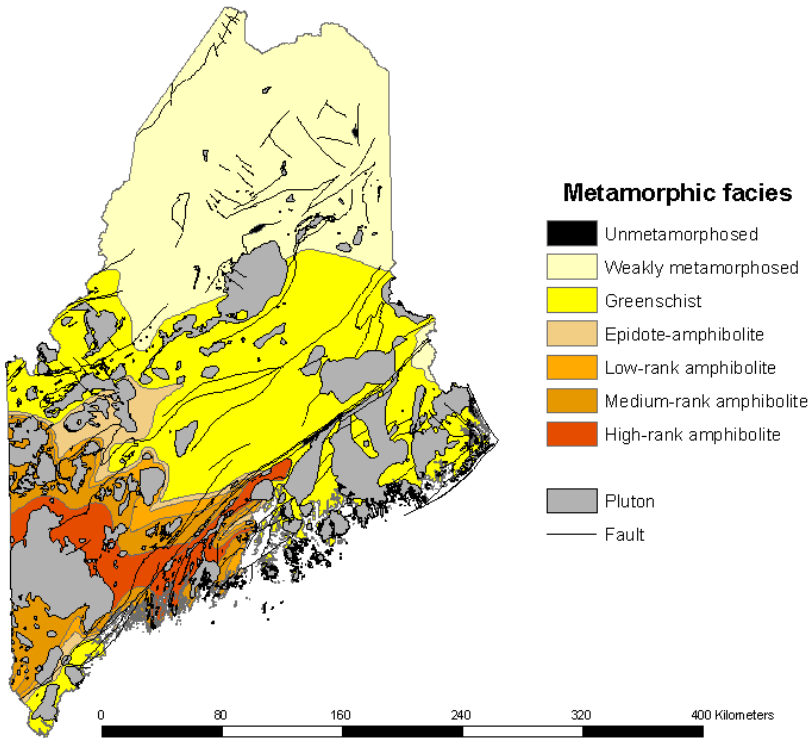 Metamorphic facies
Unmetamorphosed
Weakly metamorphosed
Greenschist
Epidote-amphibolite
Low-rank amphibolite
Medium-rank amphibolite
High-rank amphibolite
Pluton
Fault
0 80 160 240 320 400 Kilometers